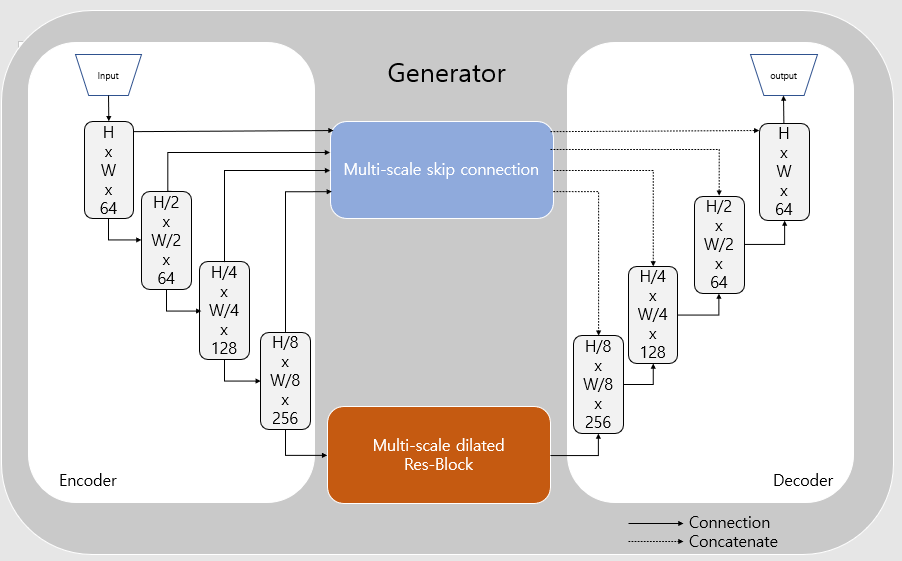 Generator
Input
H
x
W
x
64
H/2
x
W/2
x
64
H/4
x
W/4
x
128
H/8
x
W/8
x
256
Encoder
Multi-scale skip connection
Multi-scale dilated
Res-Block
output
H
x
W
x
64
H/2
x
W/2
x
64
H/4
x
W/4
x
128
H/8
x
W/8
x
256
Decoder
Connection
Concatenate